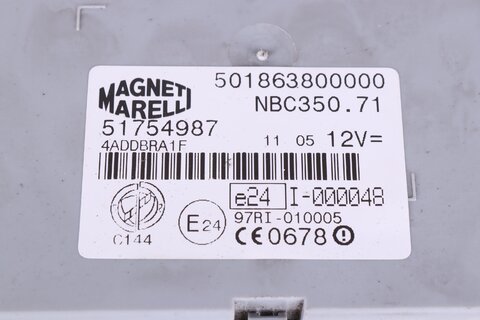 MAGNETI
MARELLI
501863800000
NBC350.71
51754987
11 05 12V=
4ADDBRA1F
e24 I-000048
E24
97RI-010005
C144
CE0678